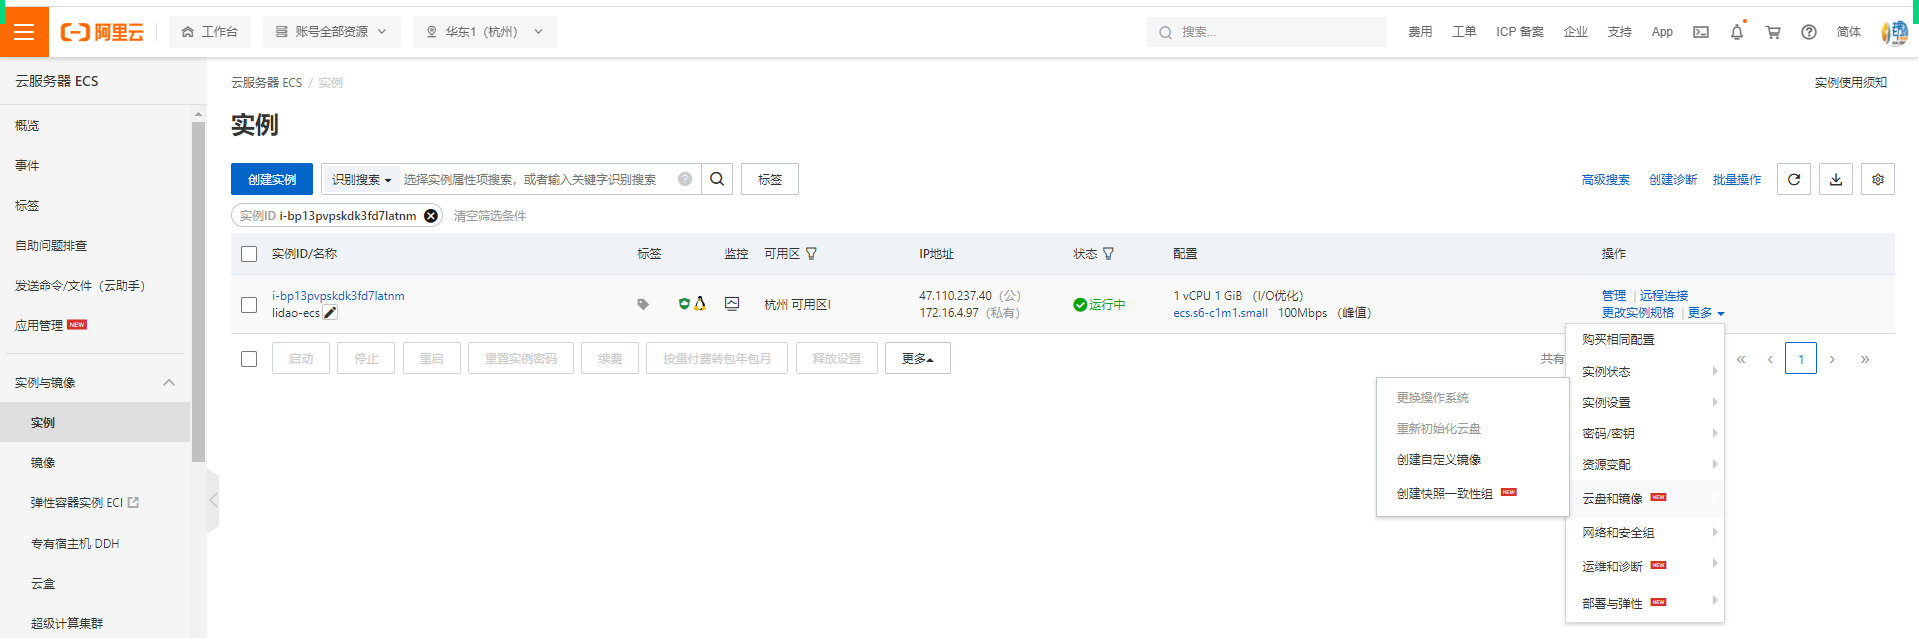 阿里云
工作台
账号全部资源
华东1（杭州）
搜索...
费用
工单
ICP 备案
企业
支持
App
简体
云服务器 ECS
概览
事件
标签
自助问题排查
发送命令/文件（云助手）
应用管理 NEW
实例与镜像
实例
镜像
弹性容器实例 ECI
专有宿主机 DDH
云盒
超级计算集群
云服务器 ECS / 实例
实例使用须知
实例
创建实例
识别搜索
选择实例属性项搜索，或者输入关键字识别搜索
标签
高级搜索
创建诊断
批量操作
实例ID i-bp13pvpskdk3fd7latnm
清空筛选条件
实例ID/名称
标签
监控
可用区
IP地址
状态
配置
操作
i-bp13pvpskdk3fd7latnm
lidao-ecs
杭州 可用区I
47.110.237.40（公）
172.16.4.97（私有）
运行中
1 vCPU 1 GiB （I/O优化）
ecs.s6-c1m1.small 100Mbps （峰值）
管理 | 远程连接
更改实例规格 | 更多
启动
停止
重启
重置实例密码
续费
按量付费转包年包月
释放设置
更多
共有
«
‹
1
›
»
购买相同配置
实例状态
实例设置
密码/密钥
资源变配
云盘和镜像 NEW
网络和安全组
运维和诊断 NEW
部署与弹性 NEW
更换操作系统
重新初始化云盘
创建自定义镜像
创建快照一致性组 NEW